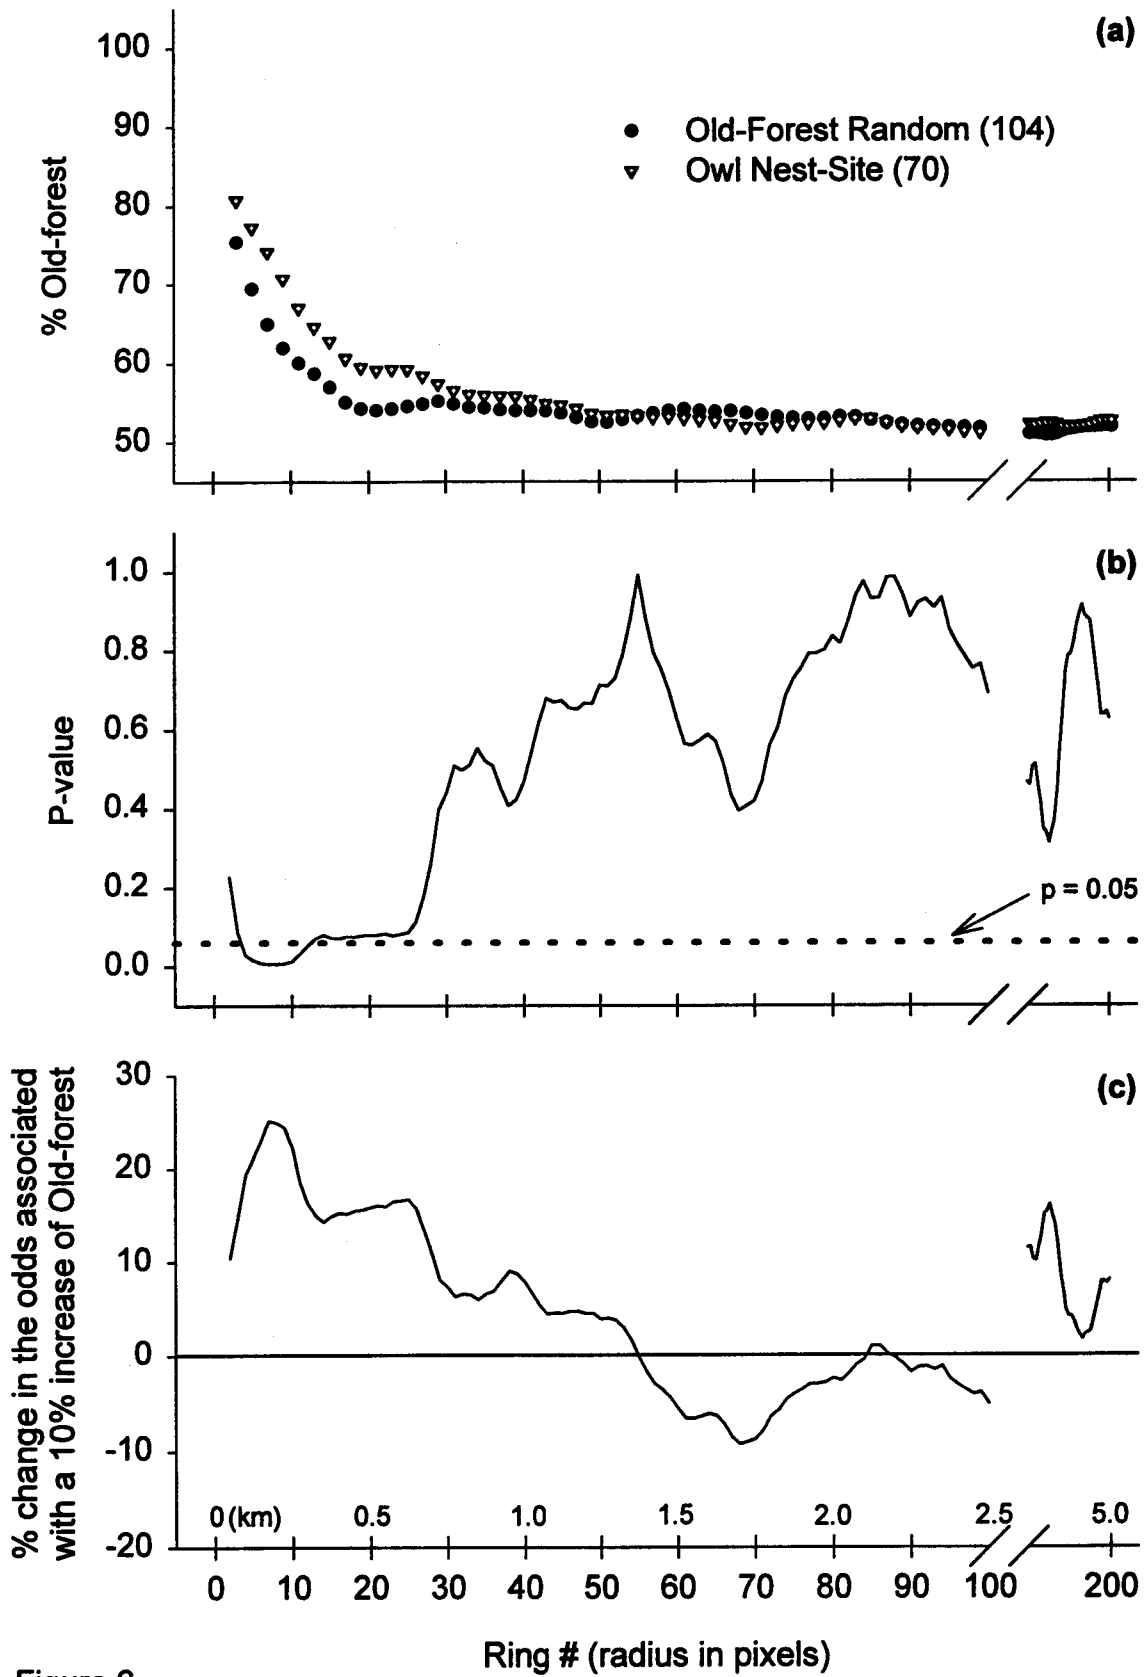 (a)
100
90
80
70
60
50
% Old-forest
Old-Forest Random (104)
Owl Nest-Site (70)
(b)
1.0
0.8
0.6
0.4
0.2
0.0
P-value
p = 0.05
(c)
30
20
10
0
-10
-20
% change in the odds associated
with a 10% increase of Old-forest
0 (km) 0.5 1.0 1.5 2.0 2.5 5.0
0 10 20 30 40 50 60 70 80 90 100 200
Ring # (radius in pixels)